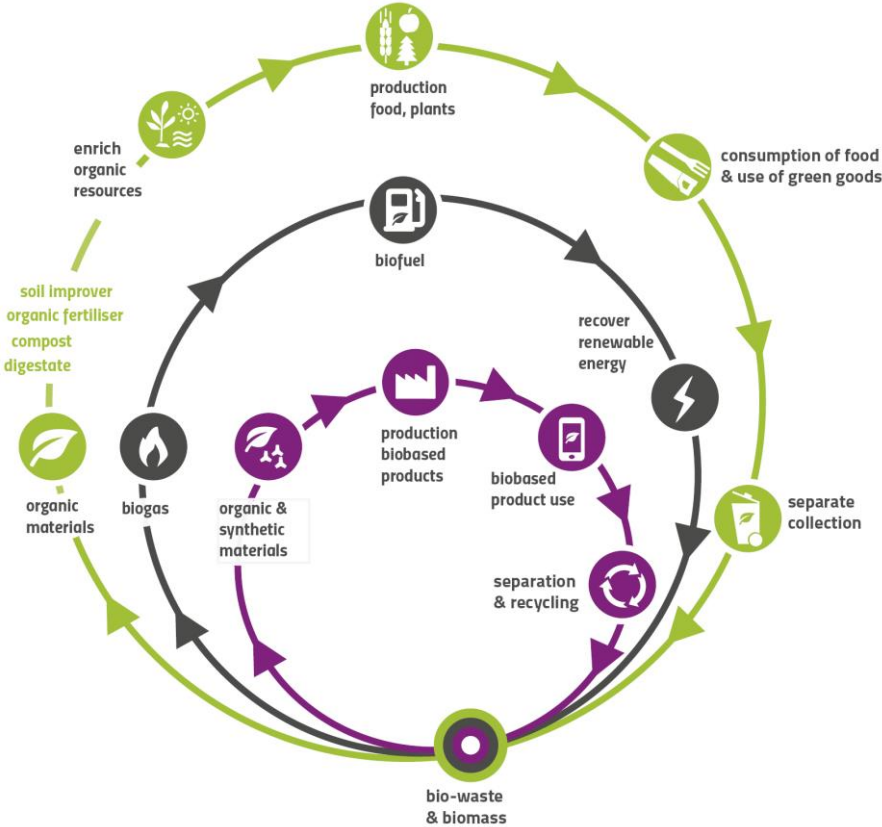 production
food, plants
enrich
organic
resources
consumption of food
& use of green goods
biofuel
soil improver
organic fertiliser
compost
digestate
recover
renewable
energy
production
biobased
products
biobased
product use
organic
materials
biogas
organic &
synthetic
materials
separate
collection
separation
& recycling
bio-waste
& biomass